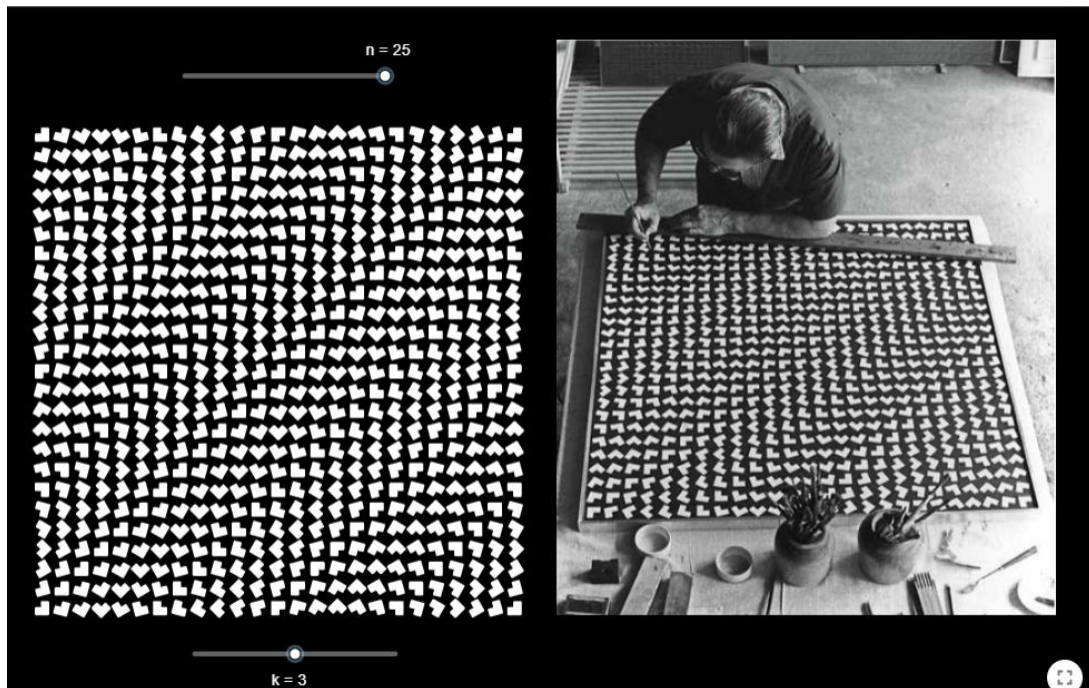 n = 25
k = 3